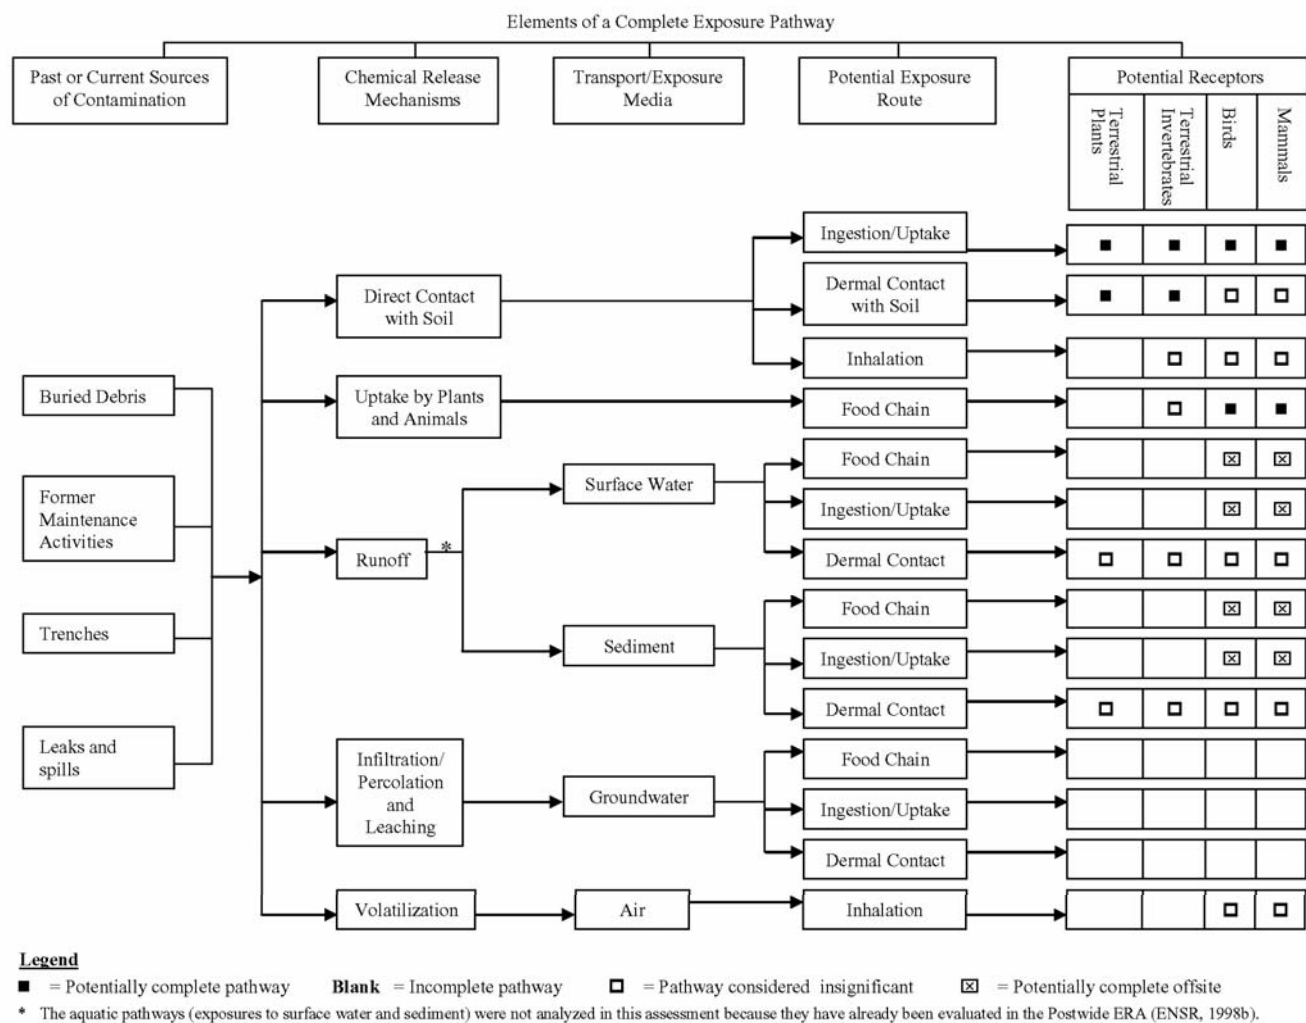 Elements of a Complete Exposure Pathway
Past or Current Sources
of Contamination
Chemical Release
Mechanisms
Transport/Exposure
Media
Potential Exposure
Route
Potential Receptors
Terrestrial
Plants
Terrestrial
Invertebrates
Birds
Mammals
Buried Debris
Former
Maintenance
Activities
Trenches
Leaks and
spills
Direct Contact
with Soil
Uptake by Plants
and Animals
Runoff
*
Infiltration/
Percolation
and
Leaching
Volatilization
Surface Water
Sediment
Groundwater
Air
Ingestion/Uptake
Dermal Contact
with Soil
Inhalation
Food Chain
Food Chain
Ingestion/Uptake
Dermal Contact
Food Chain
Ingestion/Uptake
Dermal Contact
Food Chain
Ingestion/Uptake
Dermal Contact
Inhalation
Legend
■ = Potentially complete pathway Blank = Incomplete pathway □ = Pathway considered insignificant ☒ = Potentially complete offsite
* The aquatic pathways (exposures to surface water and sediment) were not analyzed in this assessment because they have already been evaluated in the Postwide ERA (ENSR, 1998b).